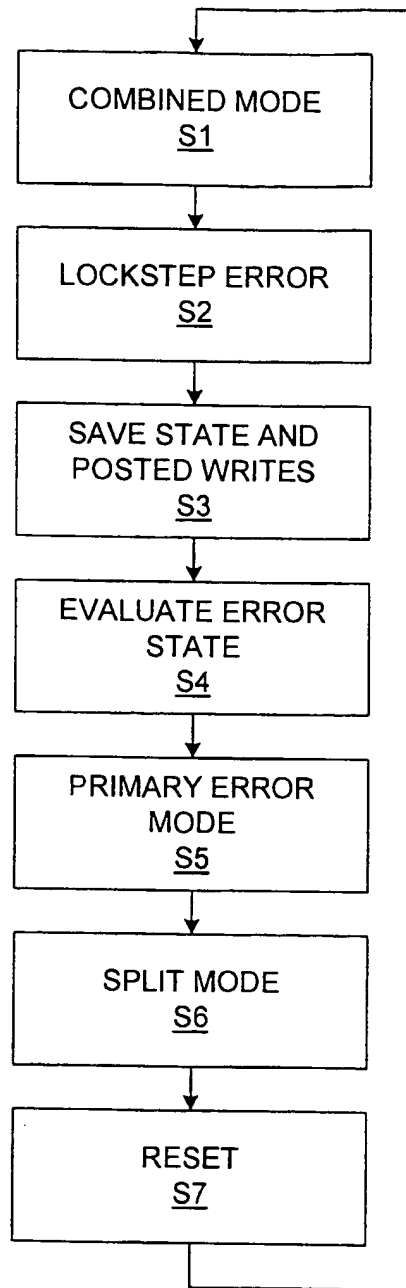 COMBINED MODE
S1
LOCKSTEP ERROR
S2
SAVE STATE AND
POSTED WRITES
S3
EVALUATE ERROR
STATE
S4
PRIMARY ERROR
MODE
S5
SPLIT MODE
S6
RESET
S7